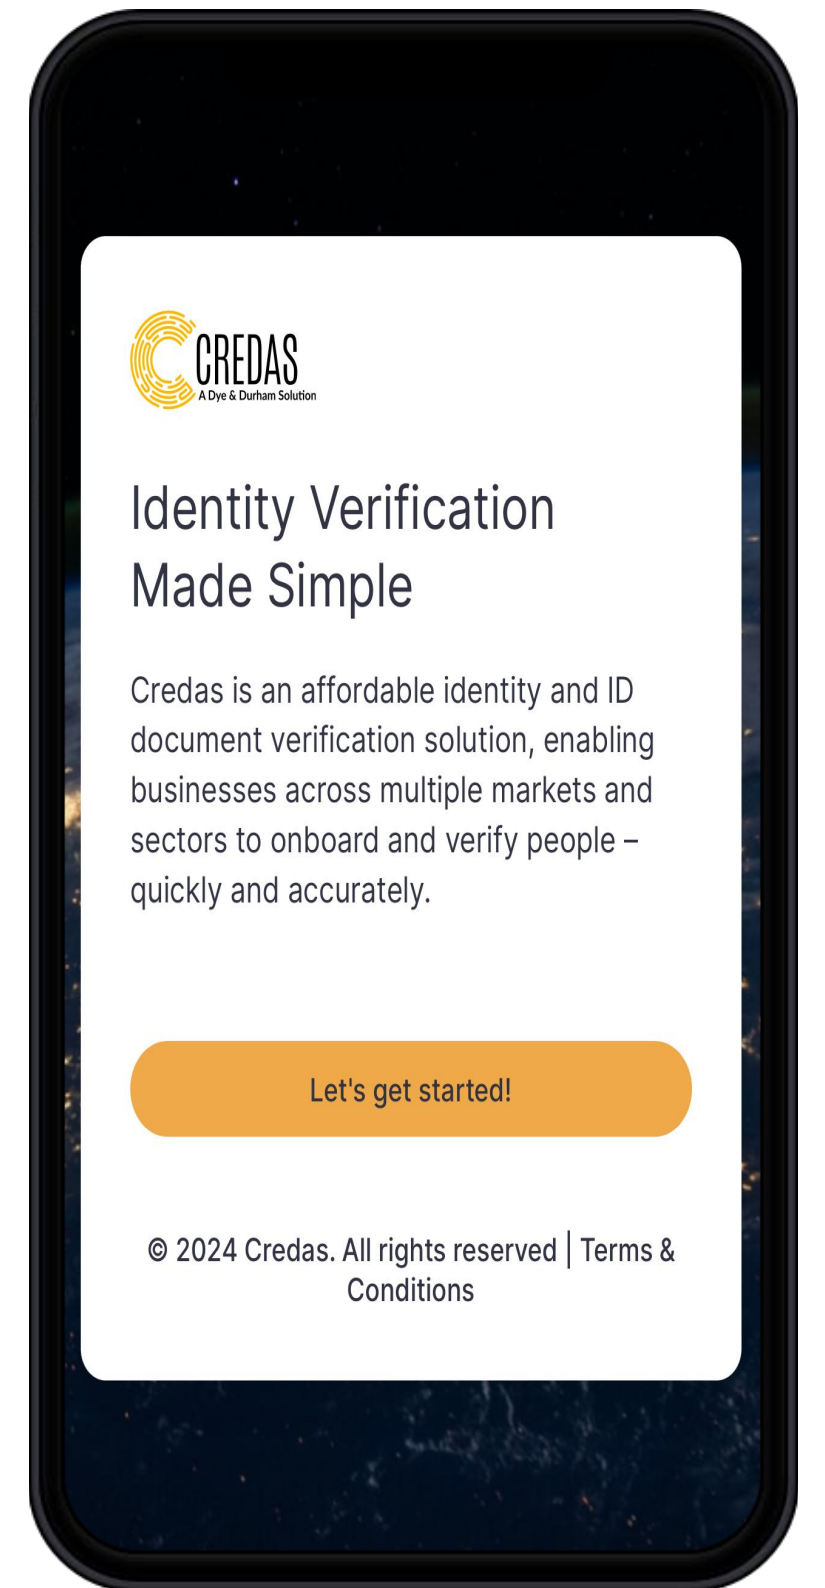 CREDAS
A Dye & Durham Solution
Identity Verification
Made Simple
Credas is an affordable identity and ID
document verification solution, enabling
businesses across multiple markets and
sectors to onboard and verify people –
quickly and accurately.
Let's get started!
© 2024 Credas. All rights reserved | Terms &
Conditions